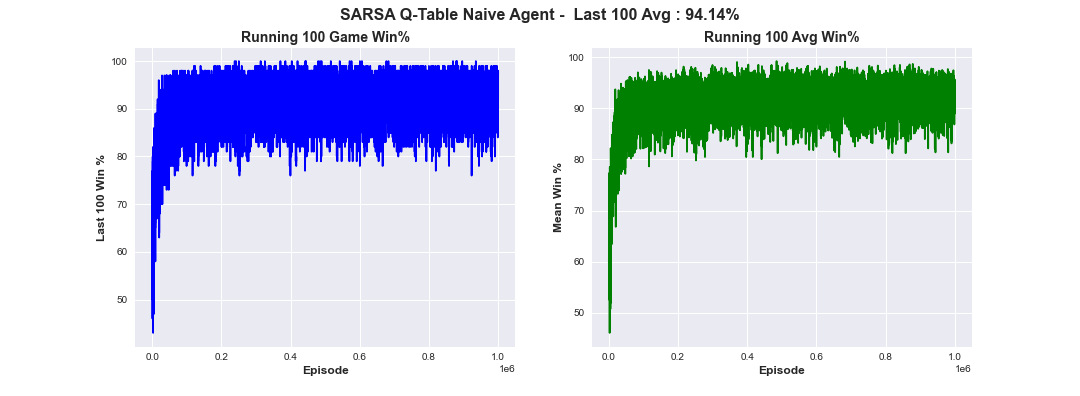 SARSA Q-Table Naive Agent -  Last 100 Avg : 94.14%
Running 100 Game Win%
100
90
80
70
60
50
Last 100 Win %
0.0 0.2 0.4 0.6 0.8 1.0
1e6
Episode
Running 100 Avg Win%
100
90
80
70
60
50
Mean Win %
0.0 0.2 0.4 0.6 0.8 1.0
1e6
Episode